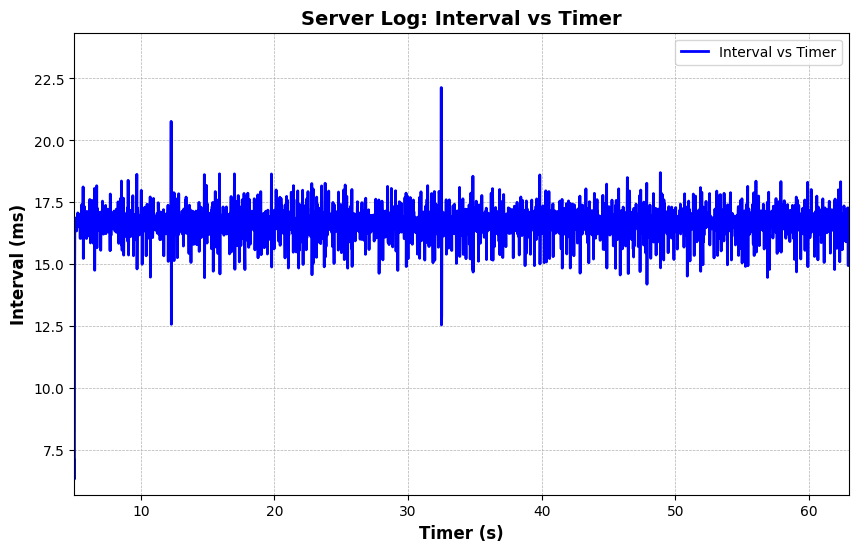 Server Log: Interval vs Timer
Interval vs Timer
22.5
20.0
17.5
15.0
12.5
10.0
7.5
Interval (ms)
10 20 30 40 50 60
Timer (s)